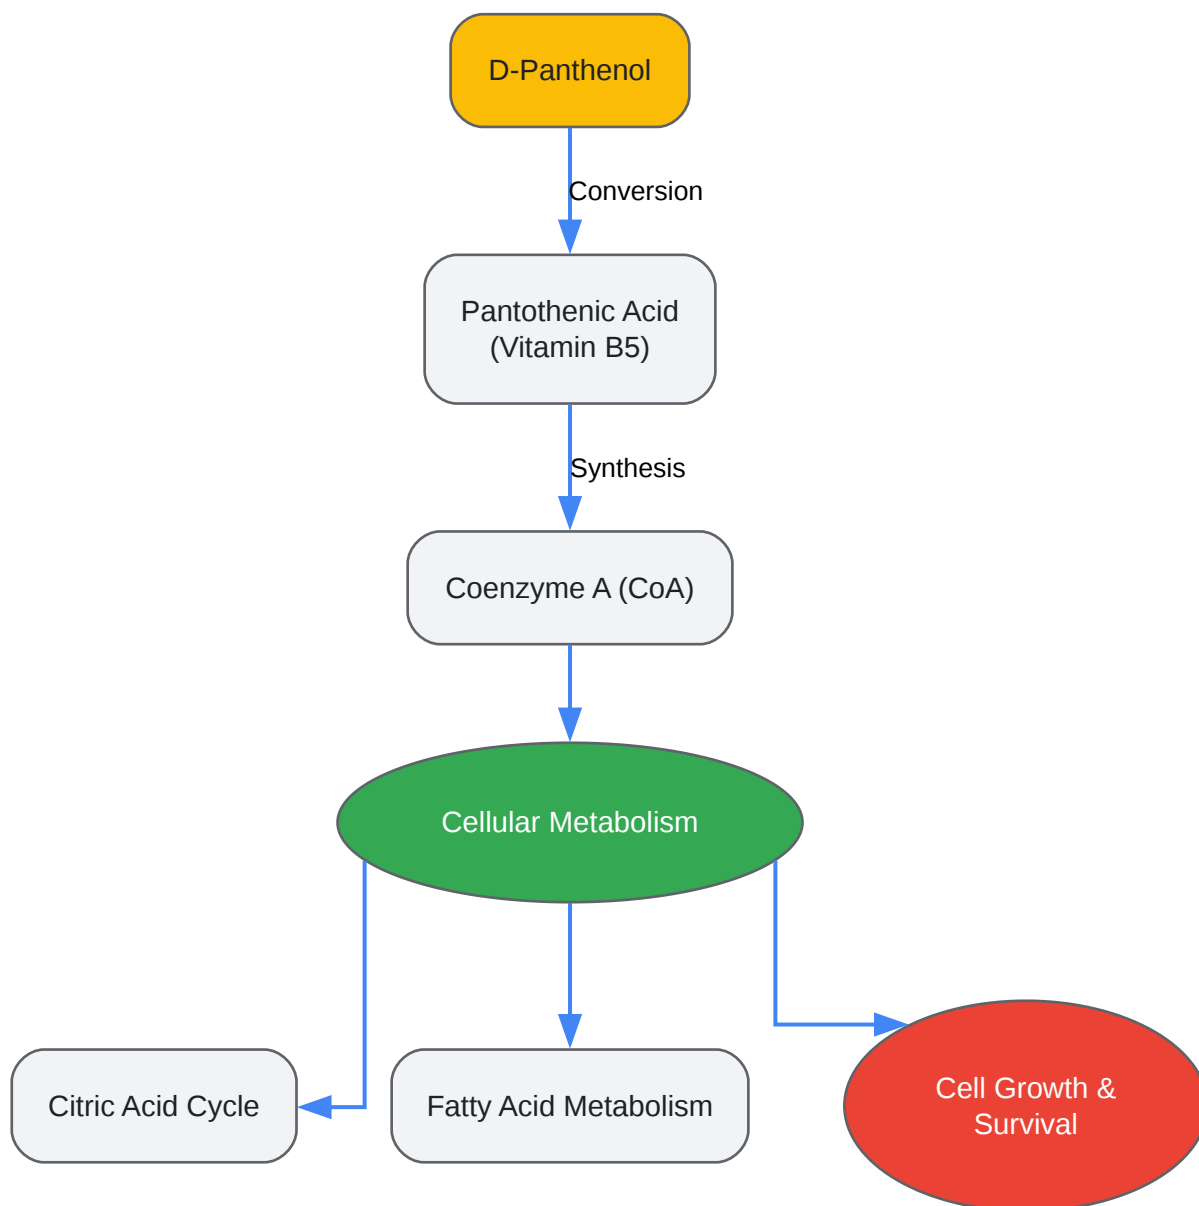 D-Panthenol
Conversion
Pantothenic Acid
(Vitamin B5)
Synthesis
Coenzyme A (CoA)
Cellular Metabolism
Citric Acid Cycle
Fatty Acid Metabolism
Cell Growth &
Survival